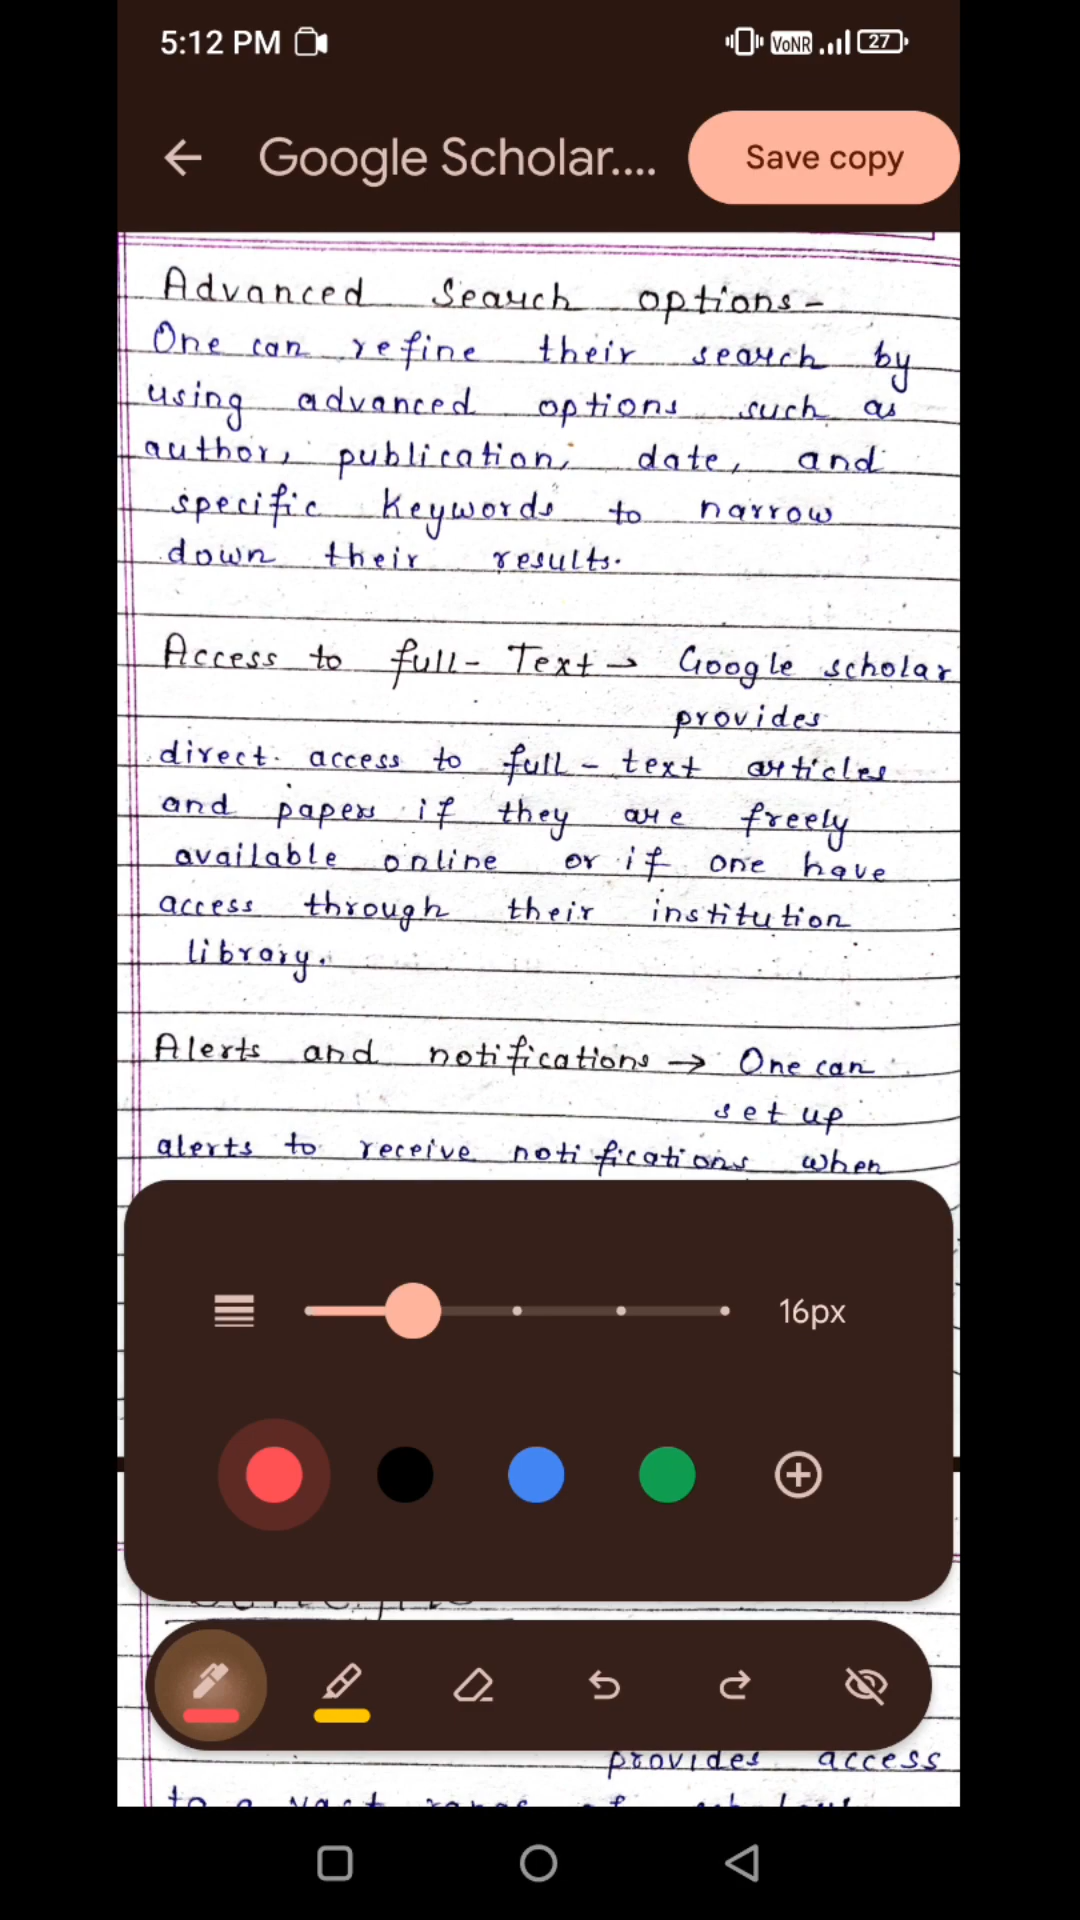 5:12 PM
VoNR 27
Google Scholar....
Save copy
Advanced Search options-
One can refine their search by
using advanced options such as
author, publication, date, and
specific keywords to narrow
down their results.
Access to full-Text → Google scholar
provides
direct access to full-text articles
and papers if they are freely
available online or if one have
access through their institution
library.
Alerts and notifications → One can
set up
alerts to receive notifications when
16px
provides access
to a vast range of